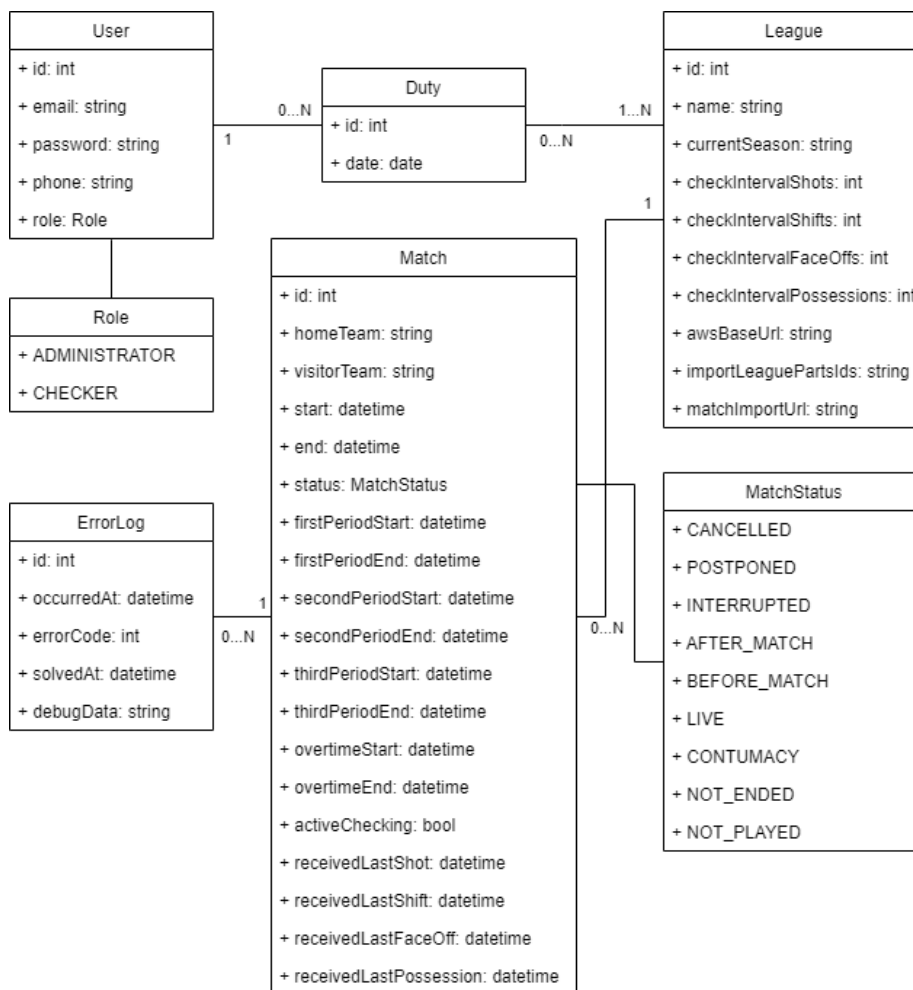 User
+ id: int
+ email: string
+ password: string
+ phone: string
+ role: Role
0...N
1
Duty
+ id: int
+ date: date
1...N
0...N
League
+ id: int
+ name: string
+ currentSeason: string
+ checkIntervalShots: int
+ checkIntervalShifts: int
+ checkIntervalFaceOffs: int
+ checkIntervalPossessions: int
+ awsBaseUrl: string
+ importLeaguePartsIds: string
+ matchImportUrl: string
1
Role
+ ADMINISTRATOR
+ CHECKER
Match
+ id: int
+ homeTeam: string
+ visitorTeam: string
+ start: datetime
+ end: datetime
+ status: MatchStatus
+ firstPeriodStart: datetime
+ firstPeriodEnd: datetime
+ secondPeriodStart: datetime
+ secondPeriodEnd: datetime
+ thirdPeriodStart: datetime
+ thirdPeriodEnd: datetime
+ overtimeStart: datetime
+ overtimeEnd: datetime
+ activeChecking: bool
+ receivedLastShot: datetime
+ receivedLastShift: datetime
+ receivedLastFaceOff: datetime
+ receivedLastPossession: datetime
0...N
ErrorLog
+ id: int
+ occurredAt: datetime
+ errorCode: int
+ solvedAt: datetime
+ debugData: string
1
0...N
MatchStatus
+ CANCELLED
+ POSTPONED
+ INTERRUPTED
+ AFTER_MATCH
+ BEFORE_MATCH
+ LIVE
+ CONTUMACY
+ NOT_ENDED
+ NOT_PLAYED